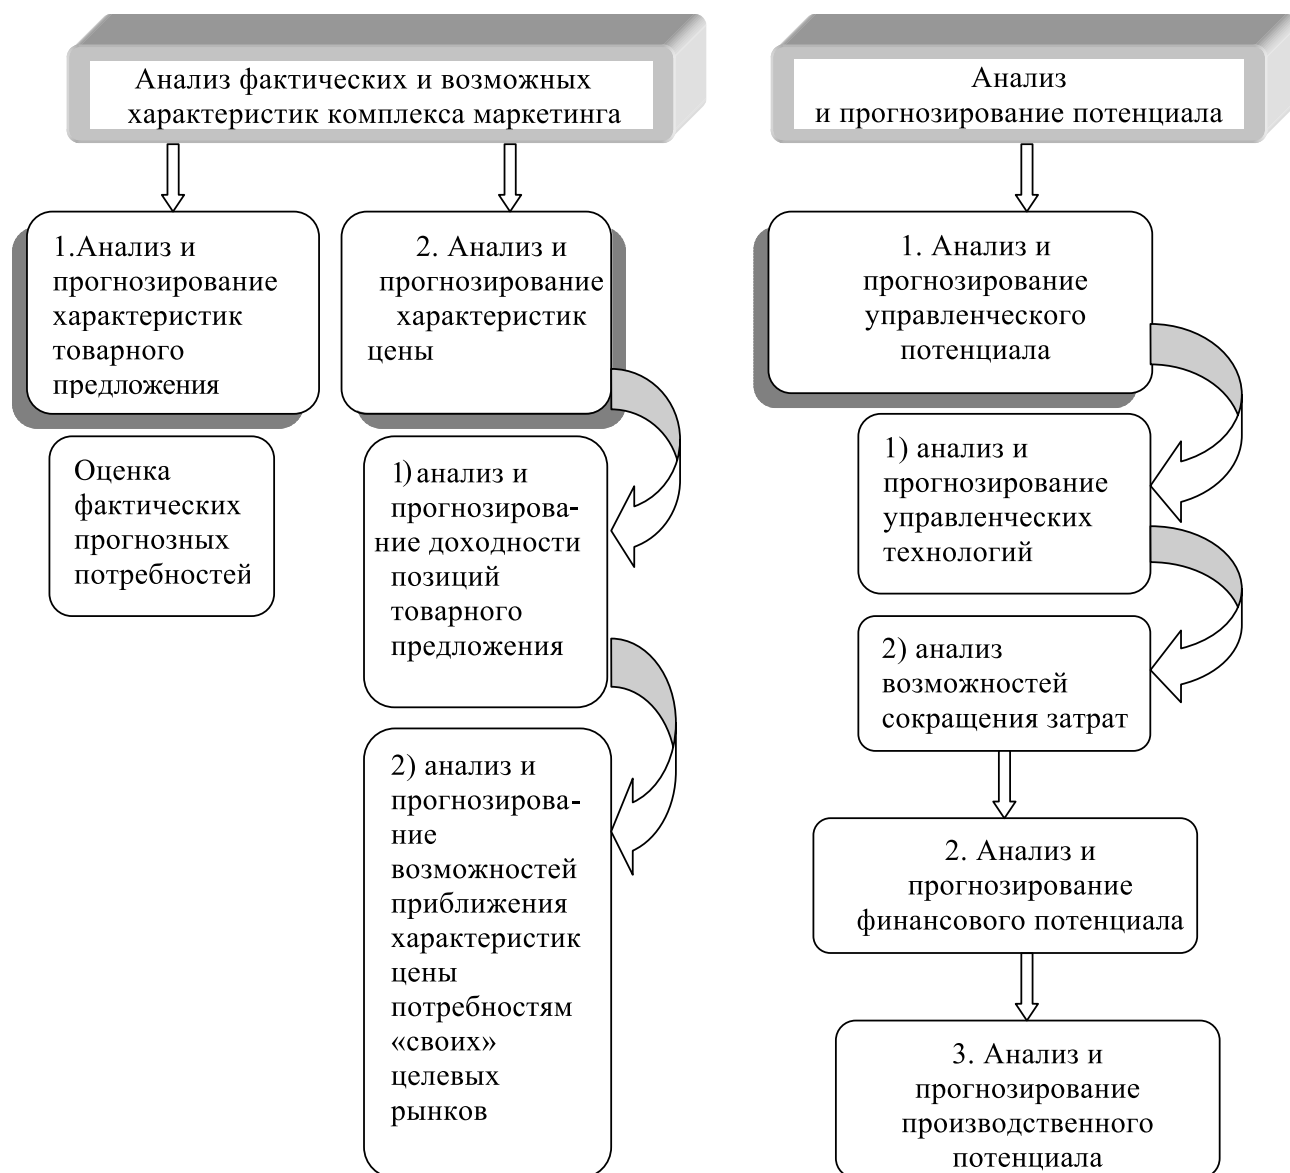 Анализ фактических и возможных
характеристик комплекса маркетинга
Анализ
и прогнозирование потенциала
1.Анализ и
прогнозирование
характеристик
товарного
предложения
Оценка
фактических
прогнозных
потребностей
2. Анализ и
прогнозирование
характеристик
цены
1) анализ и
прогнозирова-
ние доходности
позиций
товарного
предложения
2) анализ и
прогнозирова-
ние
возможностей
приближения
характеристик
цены
потребностям
«своих»
целевых
рынков
1. Анализ и
прогнозирование
управленческого
потенциала
1) анализ и
прогнозирование
управленческих
технологий
2) анализ
возможностей
сокращения затрат
2. Анализ и
прогнозирование
финансового потенциала
3. Анализ и
прогнозирование
производственного
потенциала